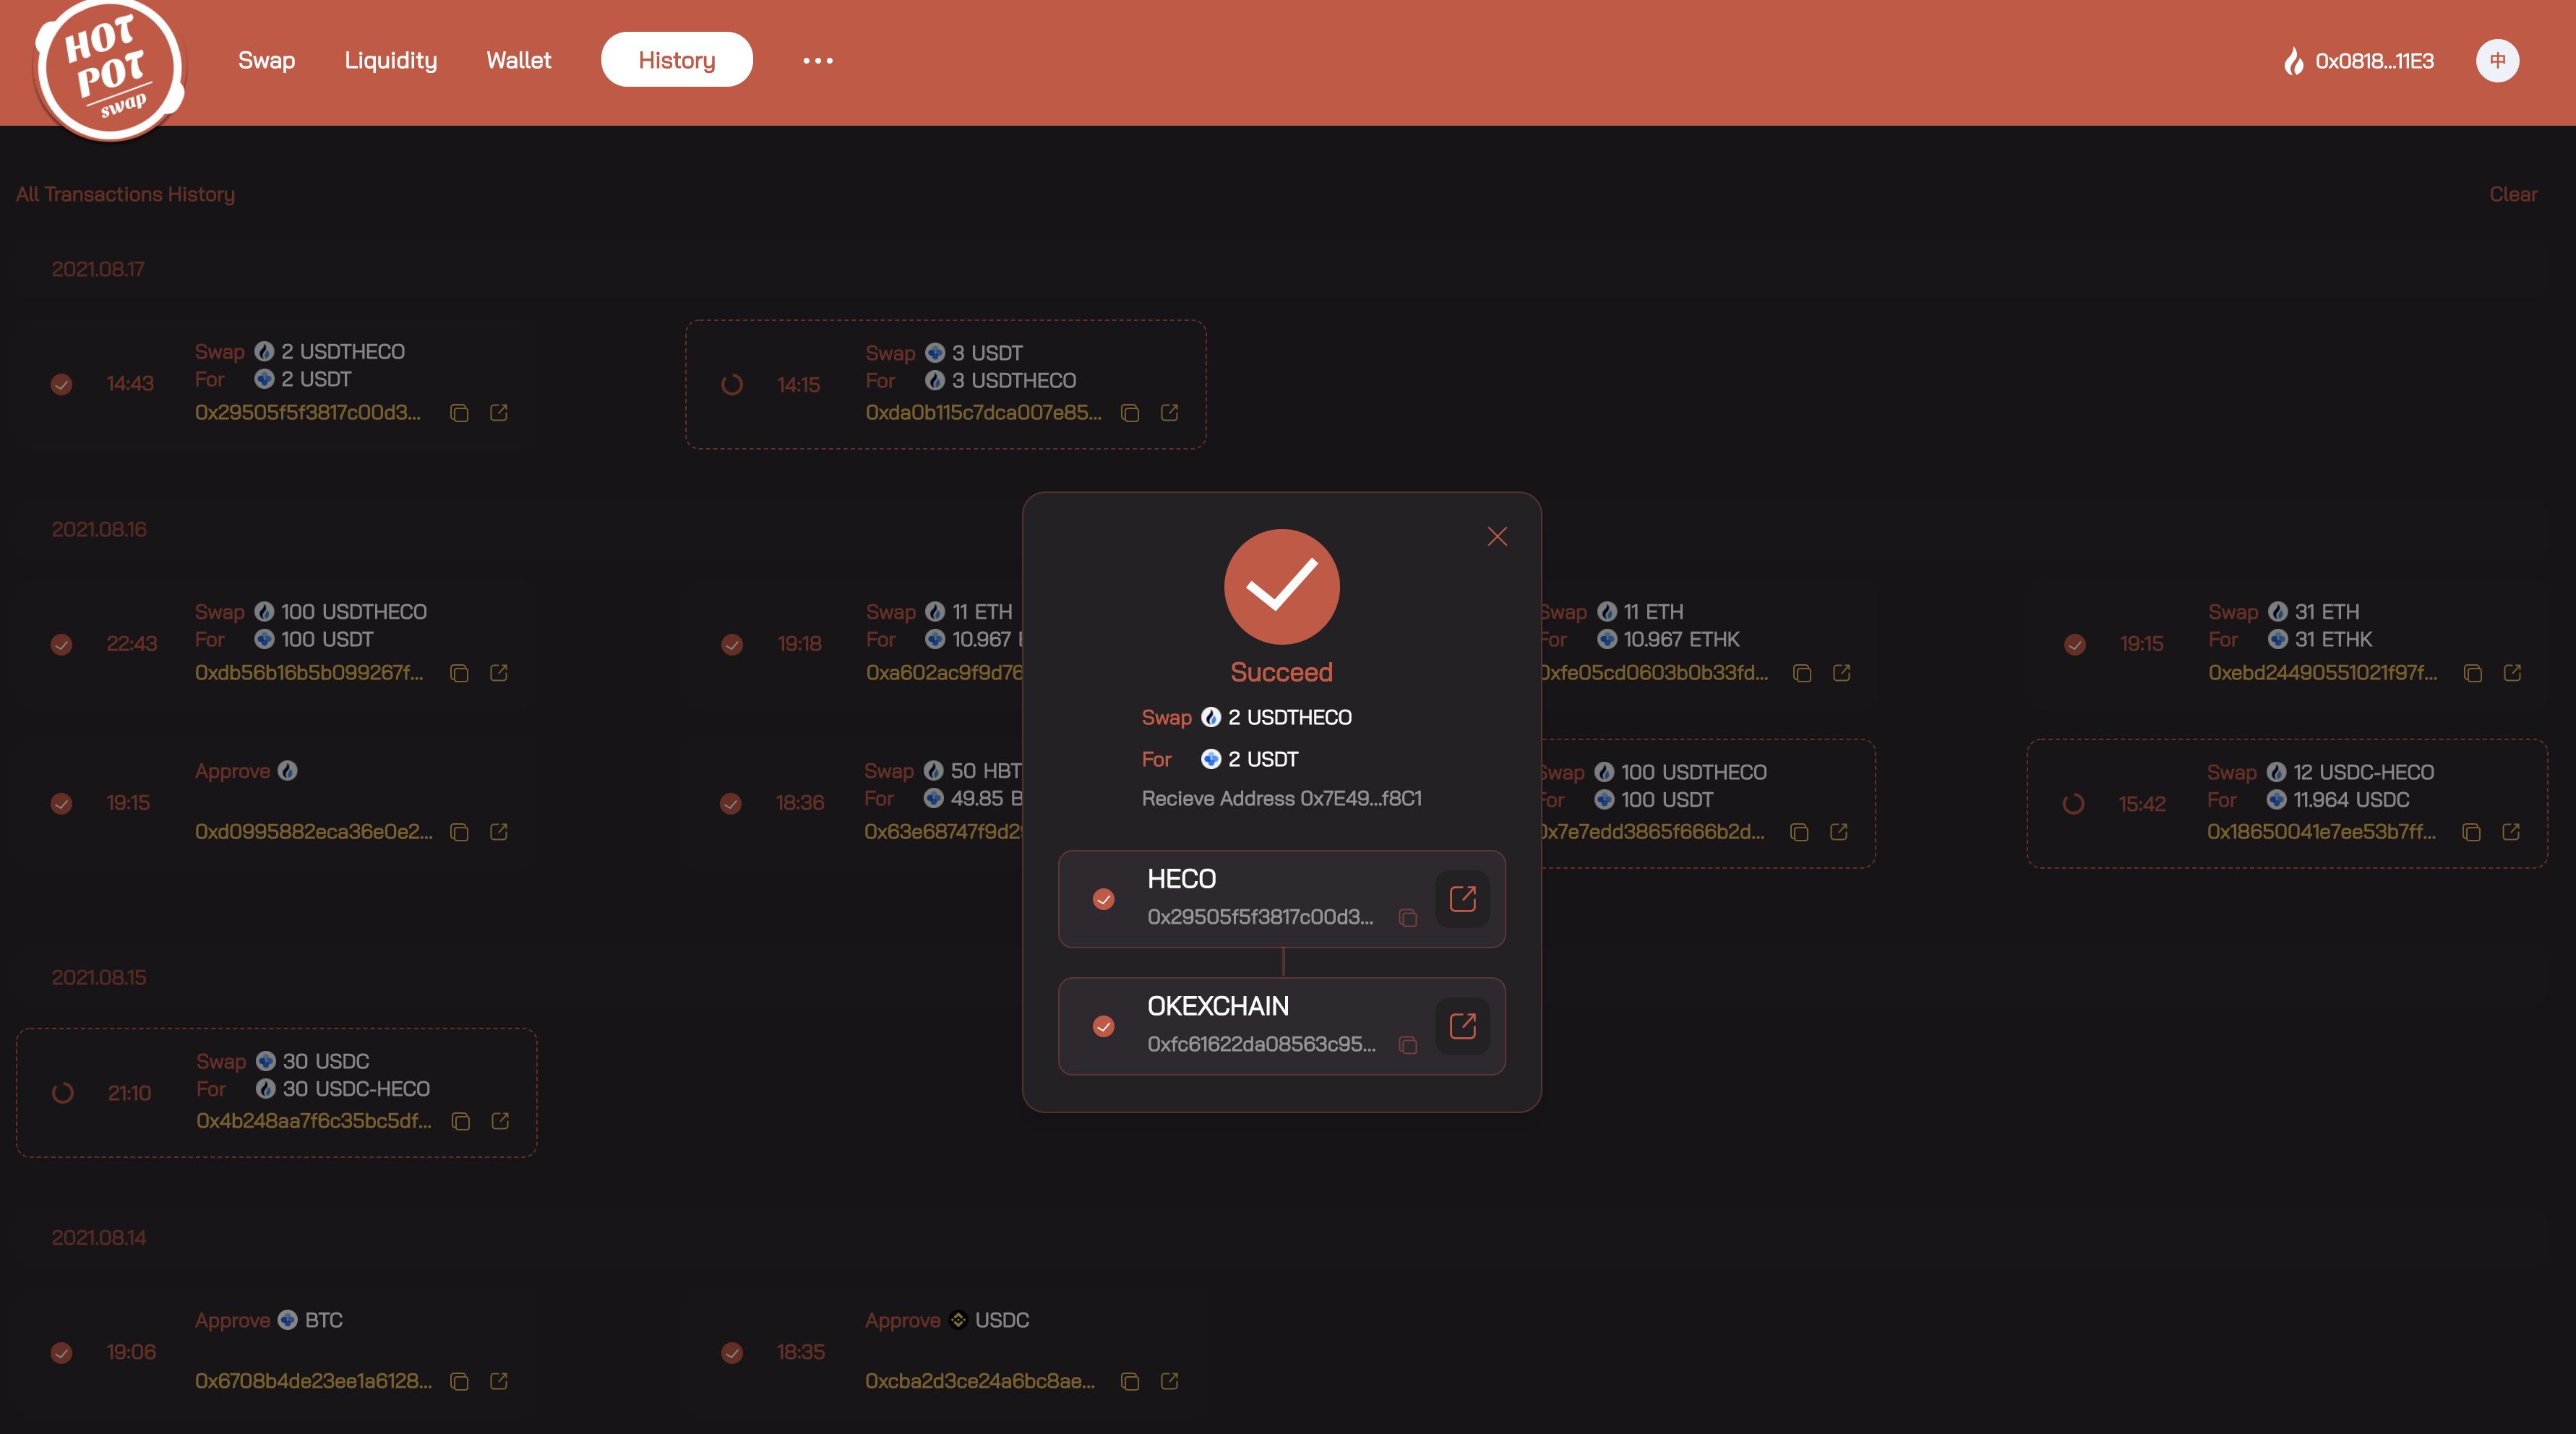 HOT
POT
swap
Swap
Liquidity
Wallet
History
0x0818...11E3
中
All Transactions History
Clear
2021.08.17
14:43
Swap 2 USDTHECO
For 2 USDT
0x29505f5f3817c00d3...
14:15
Swap 3 USDT
For 3 USDTHECO
0xda0b115c7dca007e85...
2021.08.16
22:43
Swap 100 USDTHECO
For 100 USDT
0xdb56b16b5b099267f...
19:18
Swap 11 ETH
For 10.967
0xa602ac9f9d76
Swap 11 ETH
For 10.967 ETHK
0xfe05cd0603b0b33fd...
19:15
Swap 31 ETH
For 31 ETHK
0xebd24490551021f97f...
19:15
Approve
0xd0995882eca36e0e2...
18:36
Swap 50 HBT
For 49.85 B
0x63e68747f9d2
Swap 100 USDTHECO
For 100 USDT
0x7e7edd3865f666b2d...
15:42
Swap 12 USDC-HECO
For 11.964 USDC
0x18650041e7ee53b7ff...
2021.08.15
21:10
Swap 30 USDC
For 30 USDC-HECO
0x4b248aa7f6c35bc5df...
2021.08.14
19:06
Approve BTC
0x6708b4de23ee1a6128...
18:35
Approve USDC
0xcba2d3ce24a6bc8ae...
Succeed
Swap 2 USDTHECO
For 2 USDT
Recieve Address 0x7E49...f8C1
HECO
0x29505f5f3817c00d3...
OKEXCHAIN
0xfc61622da08563c95...